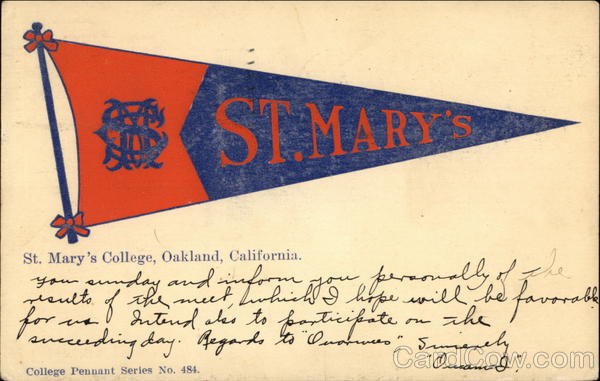 ST. MARY'S
St. Mary's College, Oakland, California.
you sunday and inform you personally of the
results of the meet, which I hope will be favorable
for us. Intend also to participate on the
succeeding day. Regards to Sincerely
College Pennant Series No. 484.
CardCow.com